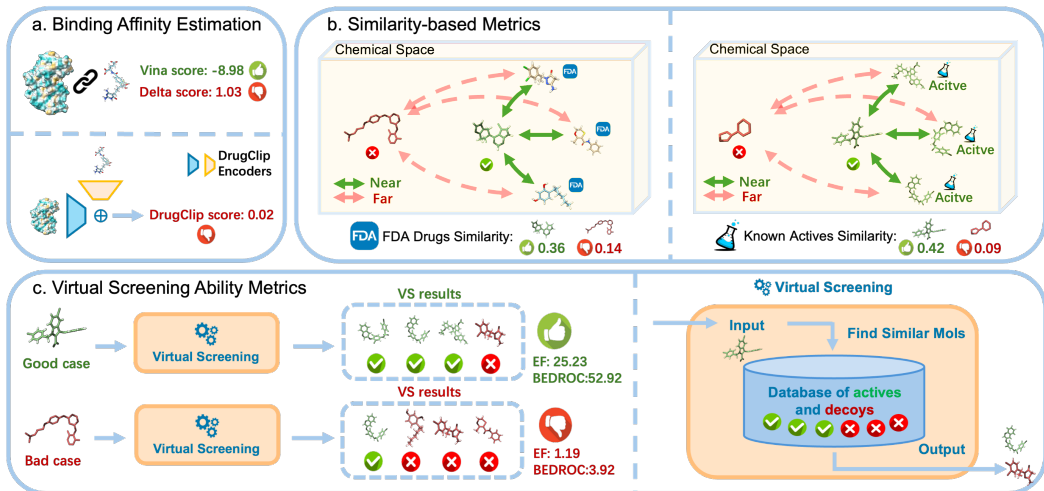 a. Binding Affinity Estimation
Vina score: -8.98
Delta score: 1.03
DrugClip
Encoders
DrugClip score: 0.02
b. Similarity-based Metrics
Chemical Space
FDA
FDA
FDA
Near
Far
FDA FDA Drugs Similarity:
0.36 0.14
Chemical Space
Acitve
Acitve
Acitve
Near
Far
Known Actives Similarity:
0.42 0.09
c. Virtual Screening Ability Metrics
Good case
Virtual Screening
VS results
EF: 25.23
BEDROC:52.92
Bad case
Virtual Screening
VS results
EF: 1.19
BEDROC:3.92
Virtual Screening
Input
Find Similar Mols
Database of actives
and decoys
Output